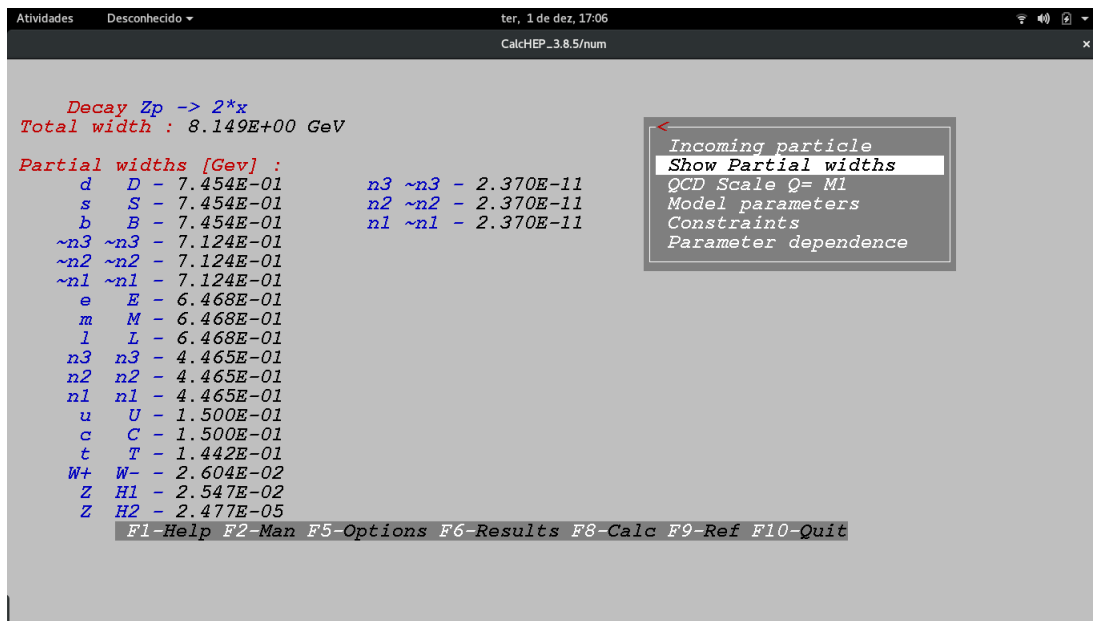 Atividades Desconhecido ter, 1 de dez, 17:06
CalcHEP_3.8.5/num ×
Decay Zp -> 2*x
Total width : 8.149E+00 GeV
Partial widths [Gev] :
d D - 7.454E-01 n3 ~n3 - 2.370E-11
s S - 7.454E-01 n2 ~n2 - 2.370E-11
b B - 7.454E-01 n1 ~n1 - 2.370E-11
~n3 ~n3 - 7.124E-01
~n2 ~n2 - 7.124E-01
~n1 ~n1 - 7.124E-01
e E - 6.468E-01
m M - 6.468E-01
l L - 6.468E-01
n3 n3 - 4.465E-01
n2 n2 - 4.465E-01
n1 n1 - 4.465E-01
u U - 1.500E-01
c C - 1.500E-01
t T - 1.442E-01
W+ W- - 2.604E-02
Z H1 - 2.547E-02
Z H2 - 2.477E-05
<
Incoming particle
Show Partial widths
QCD Scale Q= M1
Model parameters
Constraints
Parameter dependence
F1-Help F2-Man F5-Options F6-Results F8-Calc F9-Ref F10-Quit